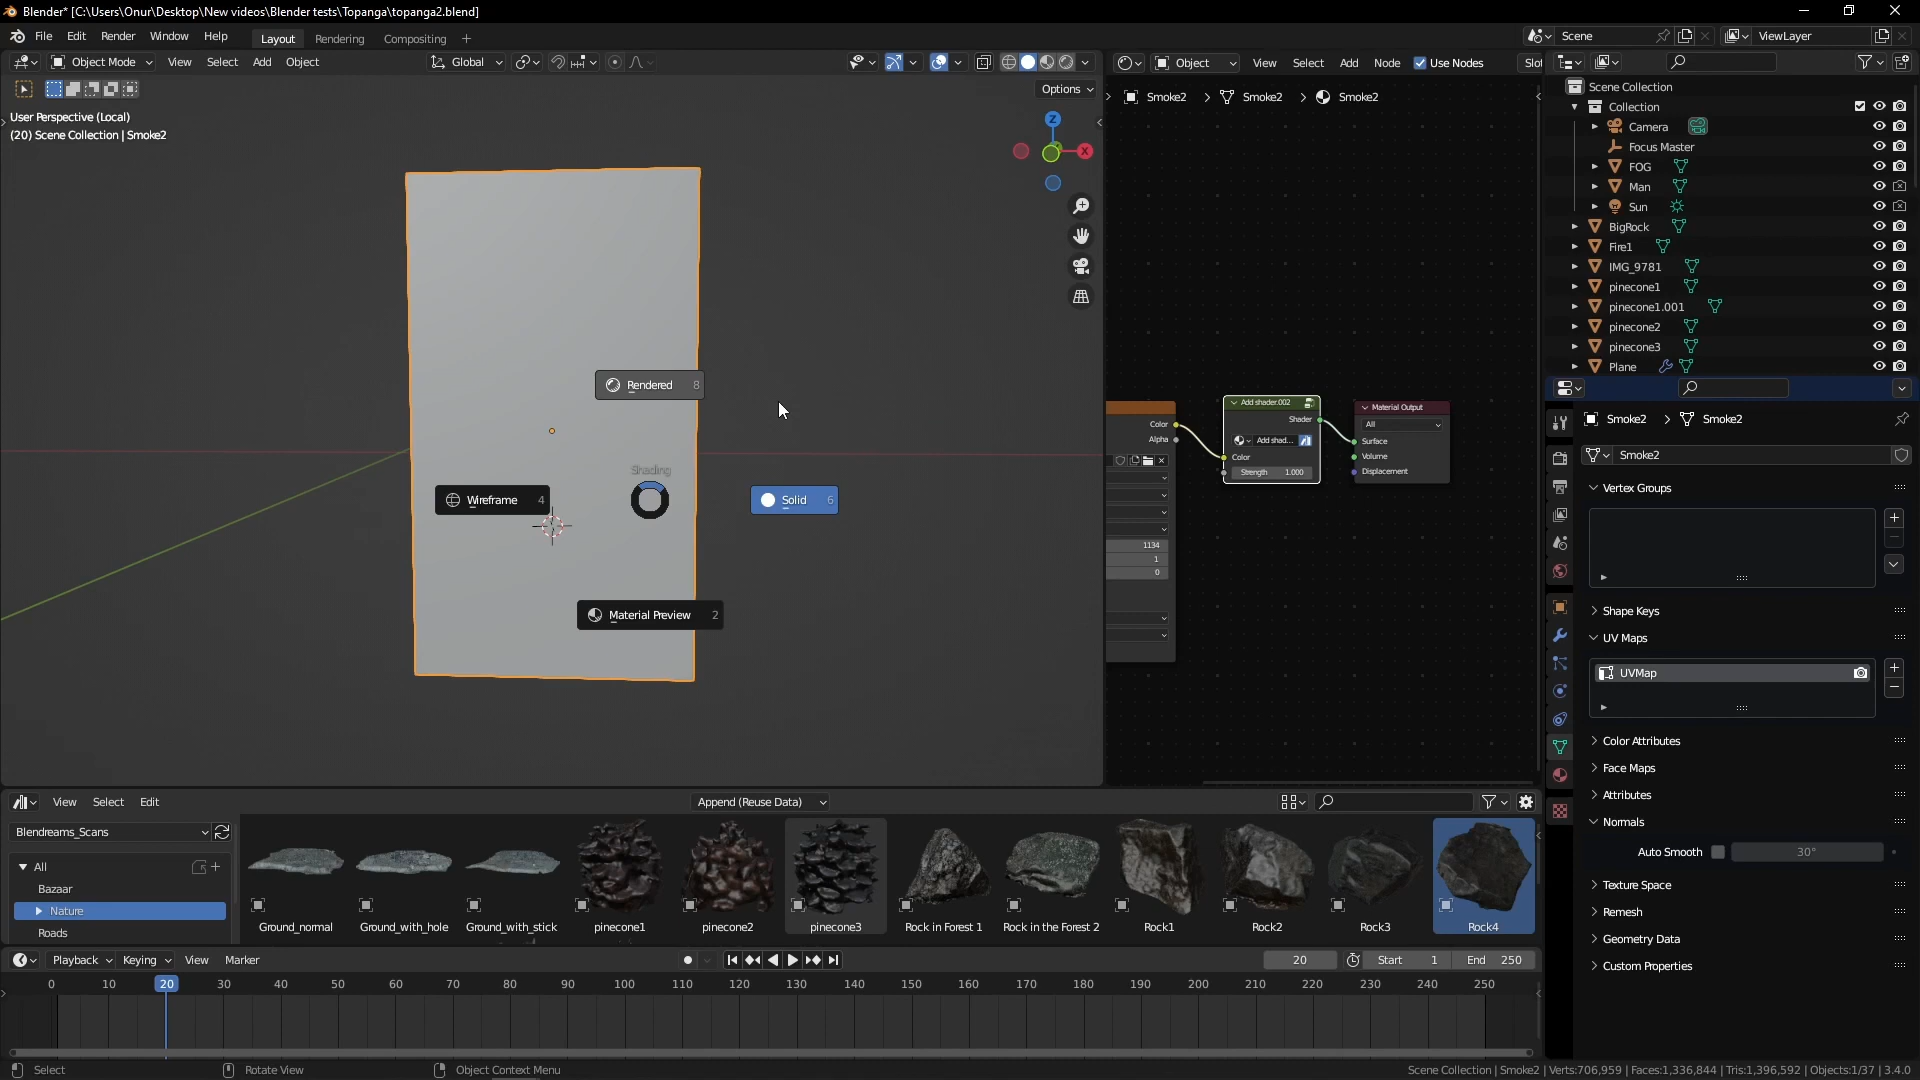 Blender* [C:\Users\Onur\Desktop\New videos\Blender tests\Topanga\topanga2.blend]
File Edit Render Window Help Layout Rendering Compositing + Scene ViewLayer
Object Mode View Select Add Object Global
Options
User Perspective (Local)
(20) Scene Collection | Smoke2
Z
X
Rendered 8
Shading
Wireframe 4
Solid 6
Material Preview 2
Object View Select Add Node Use Nodes Slot
Smoke2 > Smoke2 > Smoke2
Color
Alpha
1134
1
0
Add shader.002
Shader
Add shad...
Color
Strength 1.000
Material Output
All
Surface
Volume
Displacement
Scene Collection
Collection
Camera
Focus Master
FOG
Man
Sun
BigRock
Fire1
IMG_9781
pinecone1
pinecone1.001
pinecone2
pinecone3
Plane
Smoke2 > Smoke2
Smoke2
Vertex Groups
Shape Keys
UV Maps
UVMap
Color Attributes
Face Maps
Attributes
Normals
Auto Smooth 30°
Texture Space
Remesh
Geometry Data
Custom Properties
View Select Edit Append (Reuse Data)
Blendreams_Scans
All
Bazaar
Nature
Roads
Ground_normal Ground_with_hole Ground_with_stick pinecone1 pinecone2 pinecone3 Rock in Forest 1 Rock in the Forest 2 Rock1 Rock2 Rock3 Rock4
Playback Keying View Marker 20 Start 1 End 250
0 10 20 30 40 50 60 70 80 90 100 110 120 130 140 150 160 170 180 190 200 210 220 230 240 250
Select Rotate View Object Context Menu Scene Collection | Smoke2 | Verts:706,959 | Faces:1,336,844 | Tris:1,396,592 | Objects:1/37 | 3.4.0